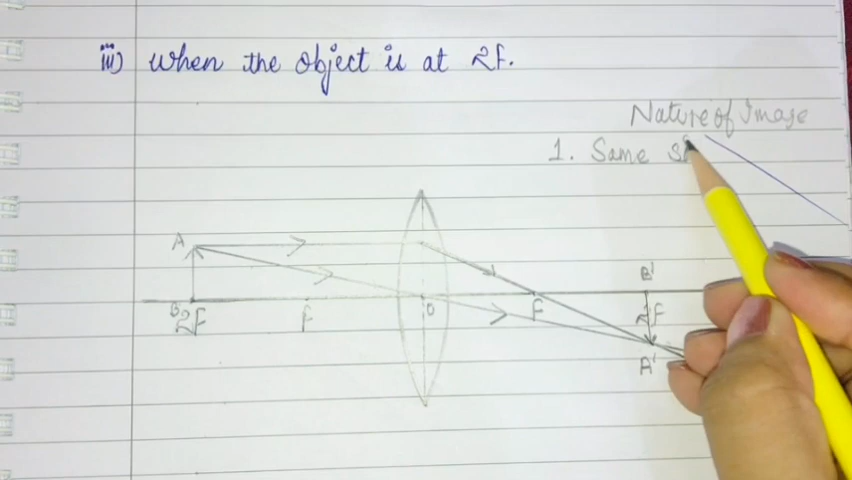 iii) When the object is at 2F.
Nature of Image
1. Same s
A
B'
B 2F
F
O
F
2F
A'